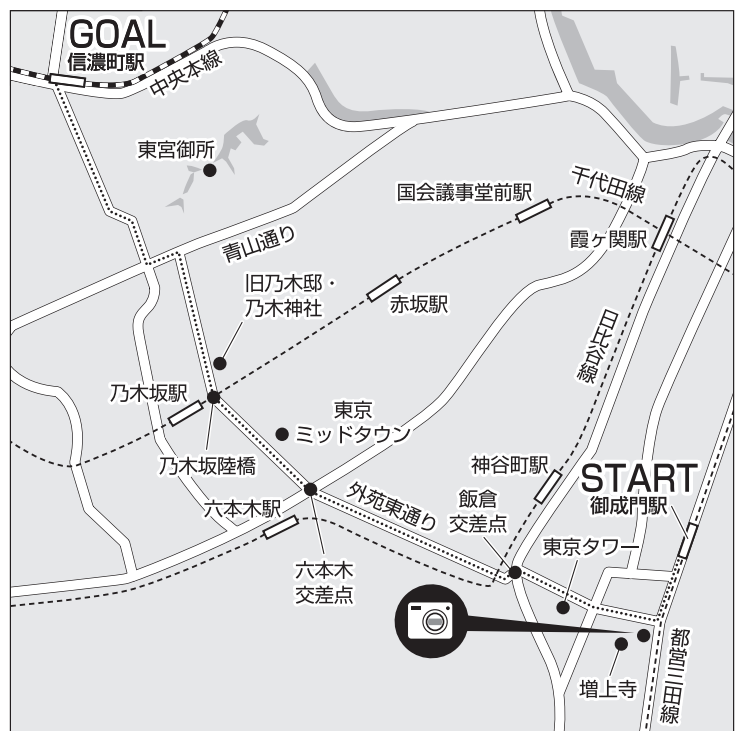 GOAL
信濃町駅
中央本線
東宮御所
千代田線
国会議事堂前駅
霞ヶ関駅
青山通り
旧乃木邸・
乃木神社
赤坂駅
日比谷線
乃木坂駅
東京
ミッドタウン
乃木坂陸橋
神谷町駅
START
御成門駅
外苑東通り
飯倉
交差点
六本木駅
東京タワー
六本木
交差点
都営三田線
増上寺